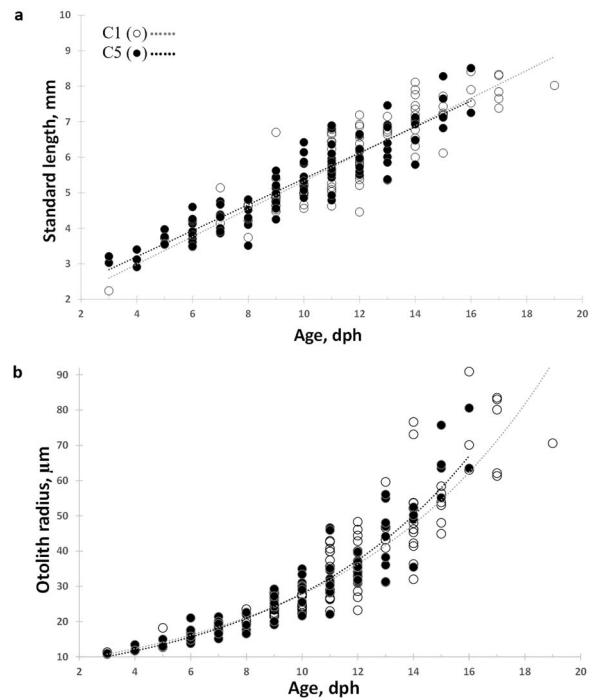 a
C1 (○)
C5 (●)
Standard length, mm
10
9
8
7
6
5
4
3
2
2 4 6 8 10 12 14 16 18 20
Age, dph
b
Otolith radius, µm
90
80
70
60
50
40
30
20
10
2 4 6 8 10 12 14 16 18 20
Age, dph